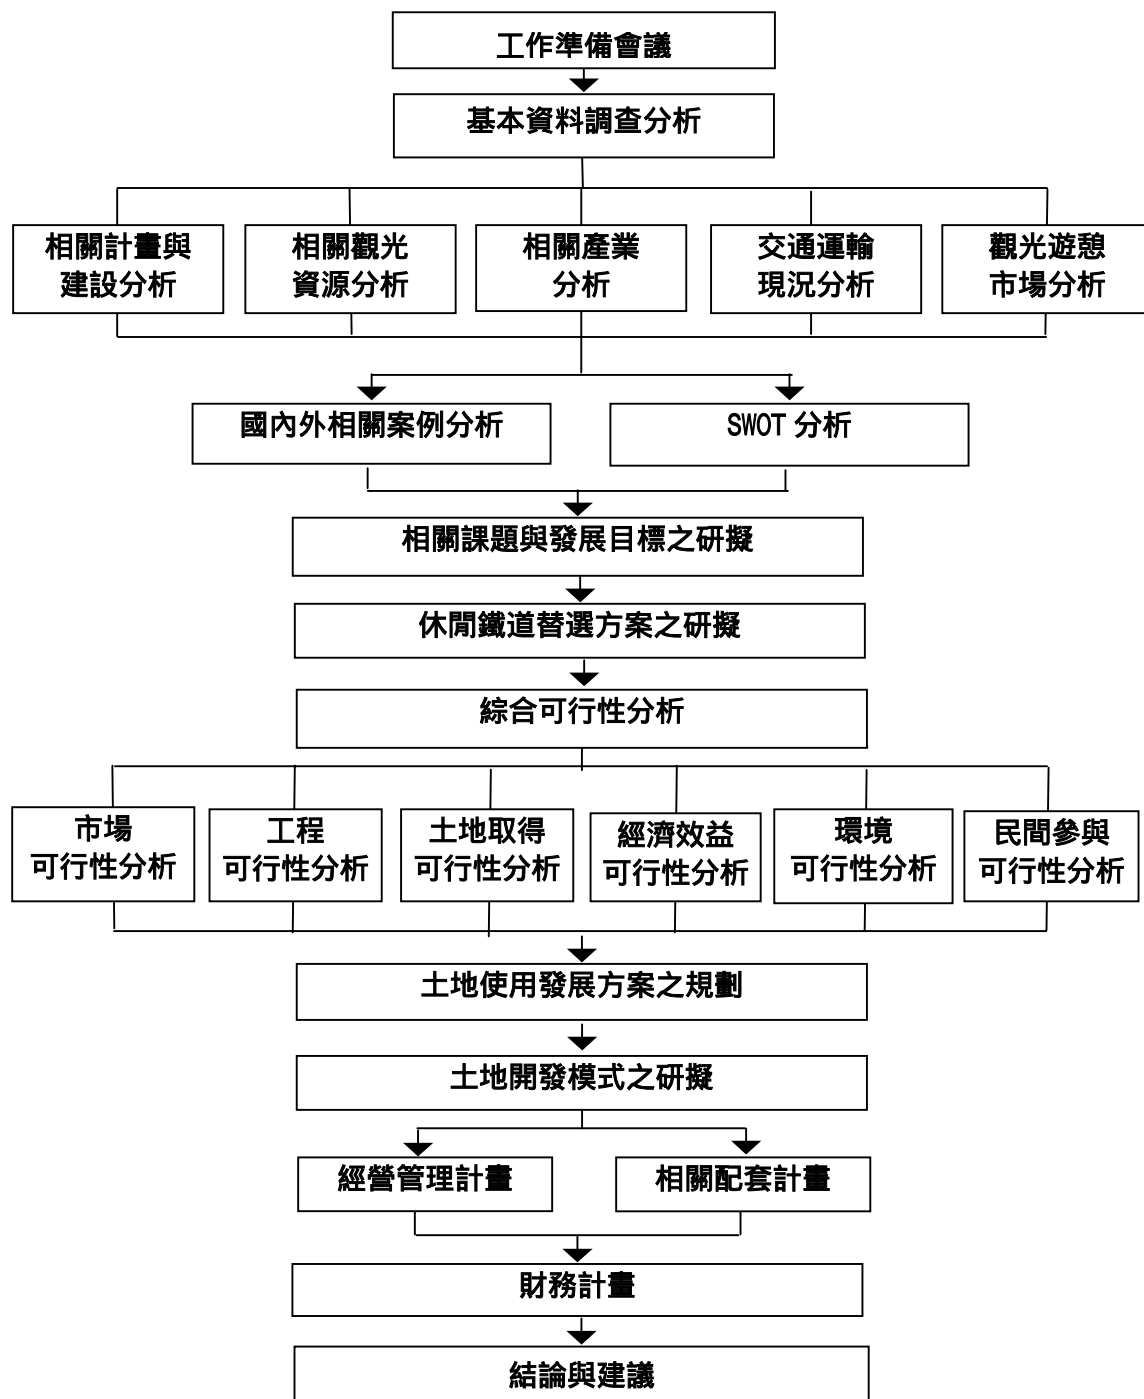 工作準備會議
基本資料調查分析
相關計畫與
建設分析
相關觀光
資源分析
相關產業
分析
交通運輸
現況分析
觀光遊憩
市場分析
國內外相關案例分析
SWOT 分析
相關課題與發展目標之研擬
休閒鐵道替選方案之研擬
綜合可行性分析
市場
可行性分析
工程
可行性分析
土地取得
可行性分析
經濟效益
可行性分析
環境
可行性分析
民間參與
可行性分析
土地使用發展方案之規劃
土地開發模式之研擬
經營管理計畫
相關配套計畫
財務計畫
結論與建議